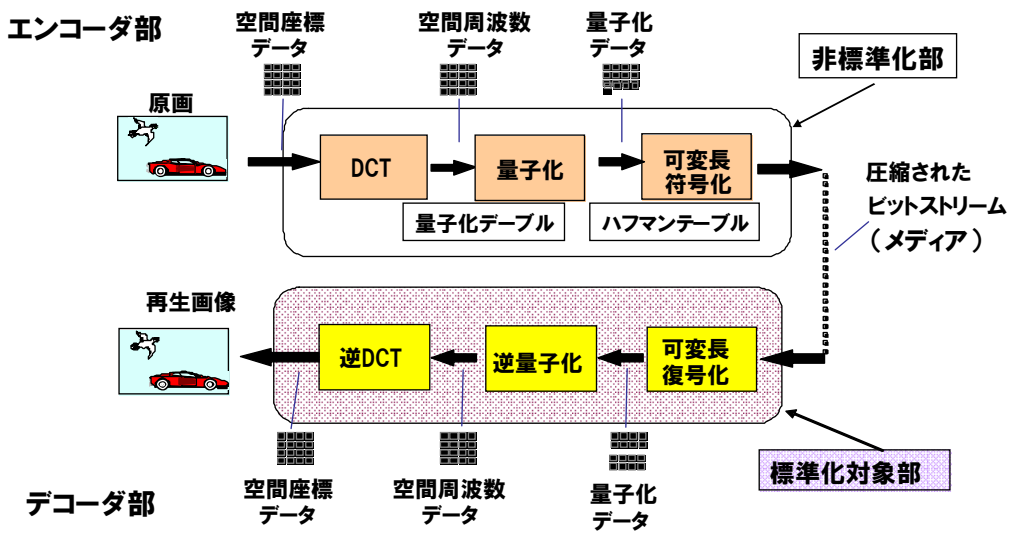 エンコーダ部
空間座標
データ
空間周波数
データ
量子化
データ
非標準化部
原画
DCT
量子化
可変長
符号化
量子化テーブル
ハフマンテーブル
圧縮された
ビットストリーム
（メディア）
再生画像
逆DCT
逆量子化
可変長
復号化
標準化対象部
デコーダ部
空間座標
データ
空間周波数
データ
量子化
データ